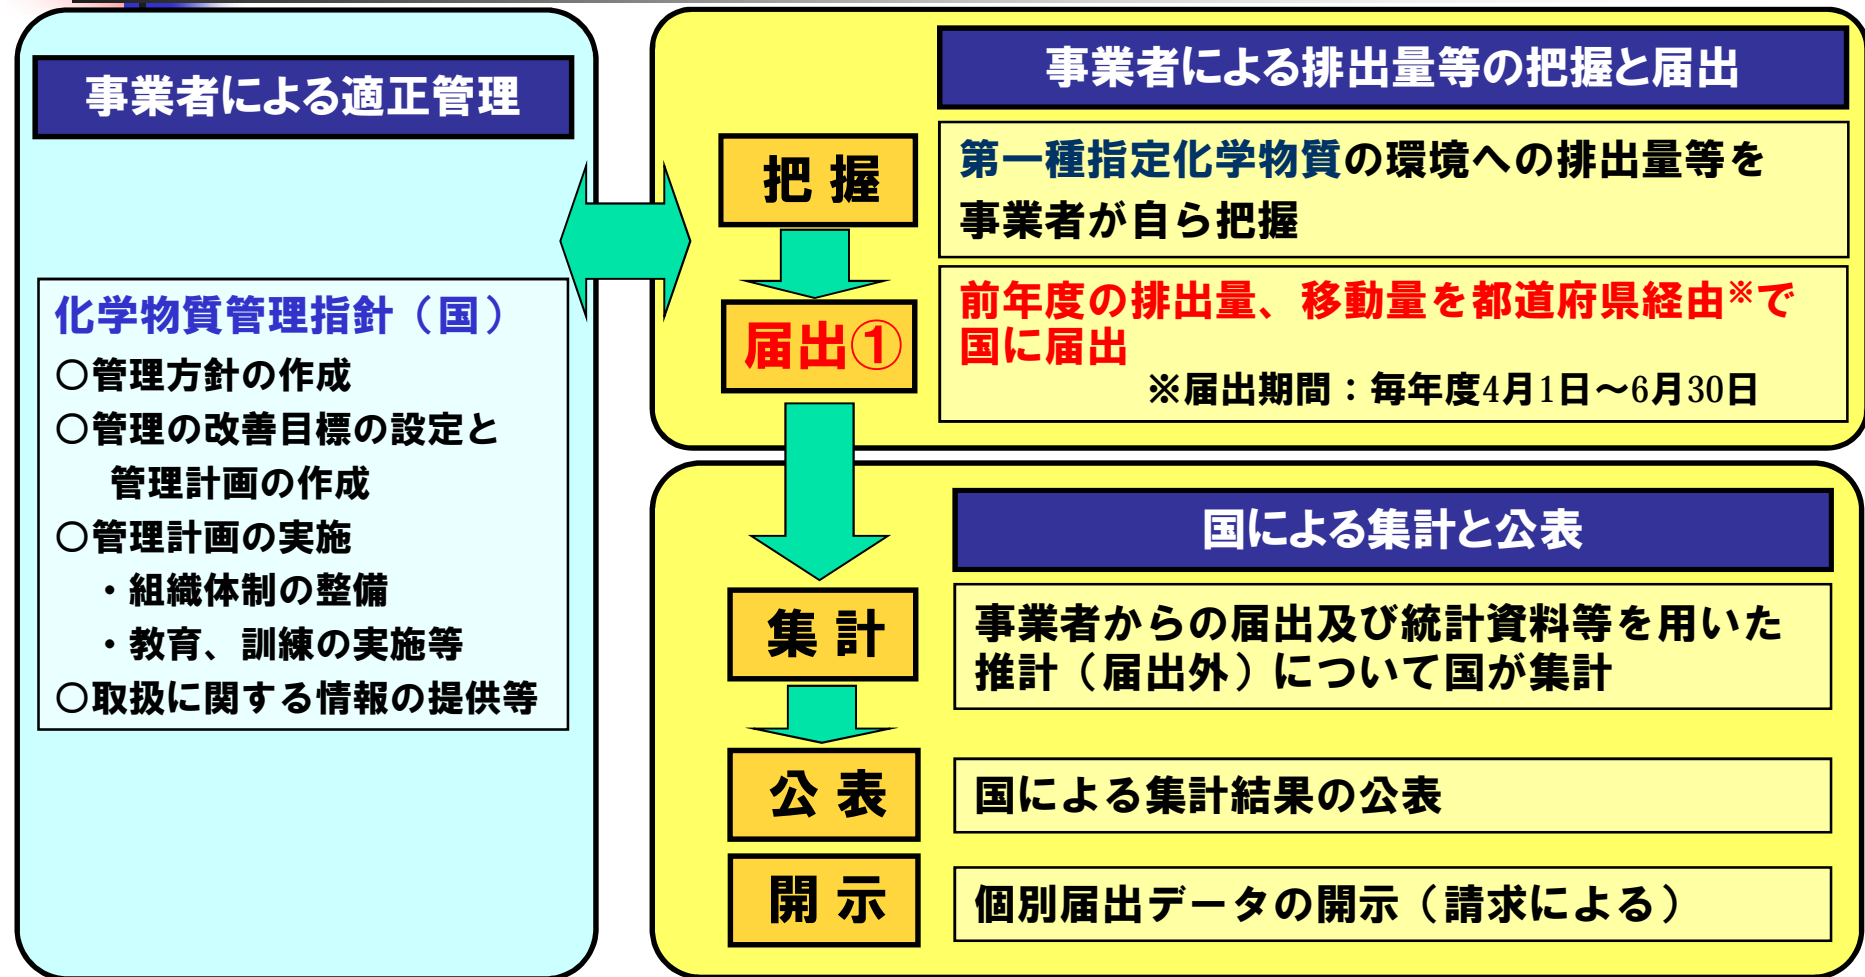 事業者による適正管理
化学物質管理指針（国）
○管理方針の作成
○管理の改善目標の設定と
管理計画の作成
○管理計画の実施
・組織体制の整備
・教育、訓練の実施等
○取扱に関する情報の提供等
事業者による排出量等の把握と届出
把握
第一種指定化学物質の環境への排出量等を
事業者が自ら把握
届出①
前年度の排出量、移動量を都道府県経由※で
国に届出
※届出期間：毎年度4月1日～6月30日
国による集計と公表
集計
事業者からの届出及び統計資料等を用いた
推計（届出外）について国が集計
公表
国による集計結果の公表
開示
個別届出データの開示（請求による）